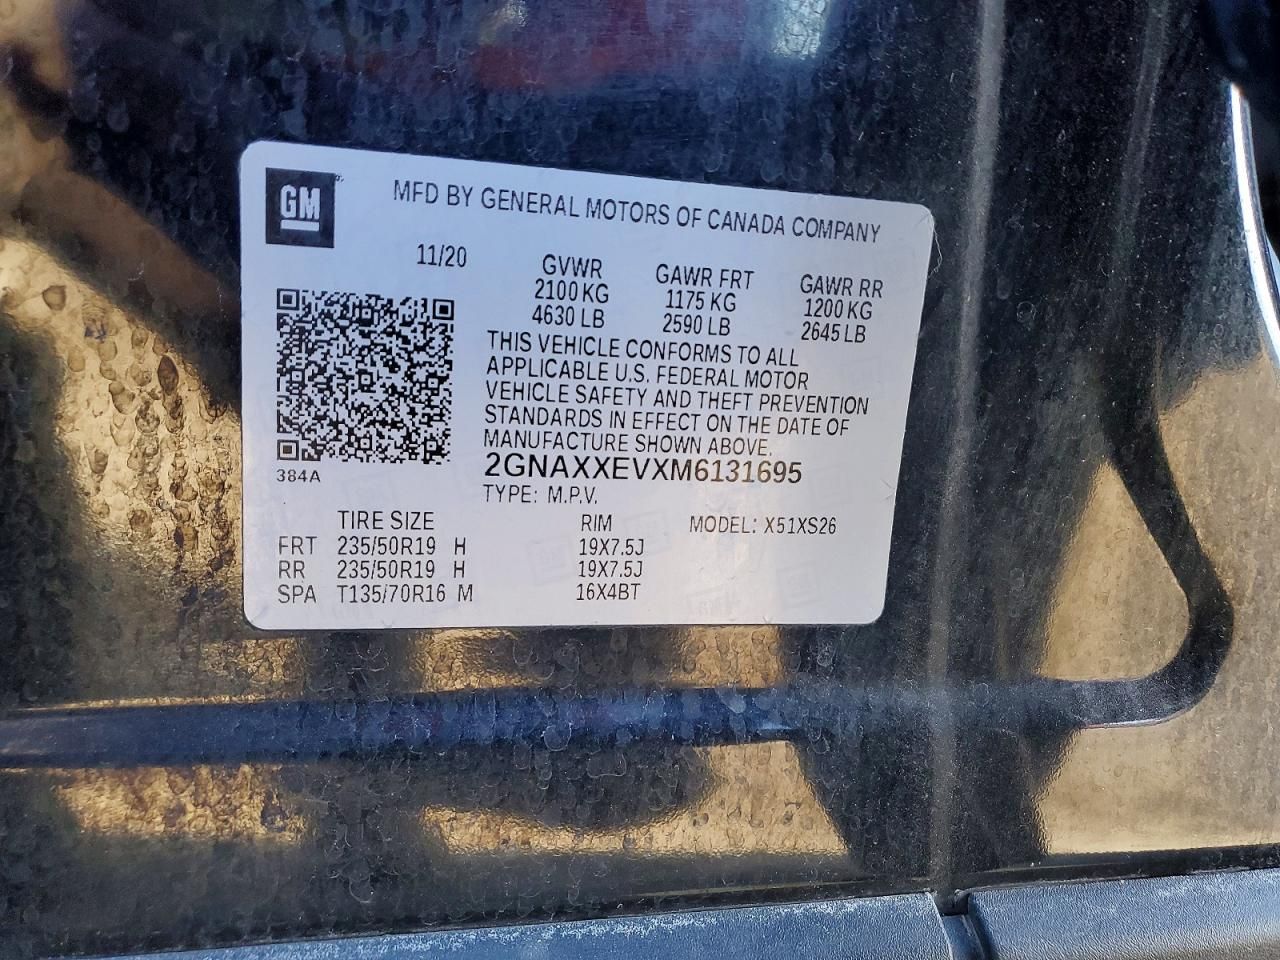 GM
MFD BY GENERAL MOTORS OF CANADA COMPANY
11/20
GVWR GAWR FRT GAWR RR
2100 KG 1175 KG 1200 KG
4630 LB 2590 LB 2645 LB
THIS VEHICLE CONFORMS TO ALL
APPLICABLE U.S. FEDERAL MOTOR
VEHICLE SAFETY AND THEFT PREVENTION
STANDARDS IN EFFECT ON THE DATE OF
MANUFACTURE SHOWN ABOVE.
384A
2GNAXXEVXM6131695
TYPE: M.P.V.
TIRE SIZE RIM MODEL: X51XS26
FRT 235/50R19 H 19X7.5J
RR 235/50R19 H 19X7.5J
SPA T135/70R16 M 16X4BT